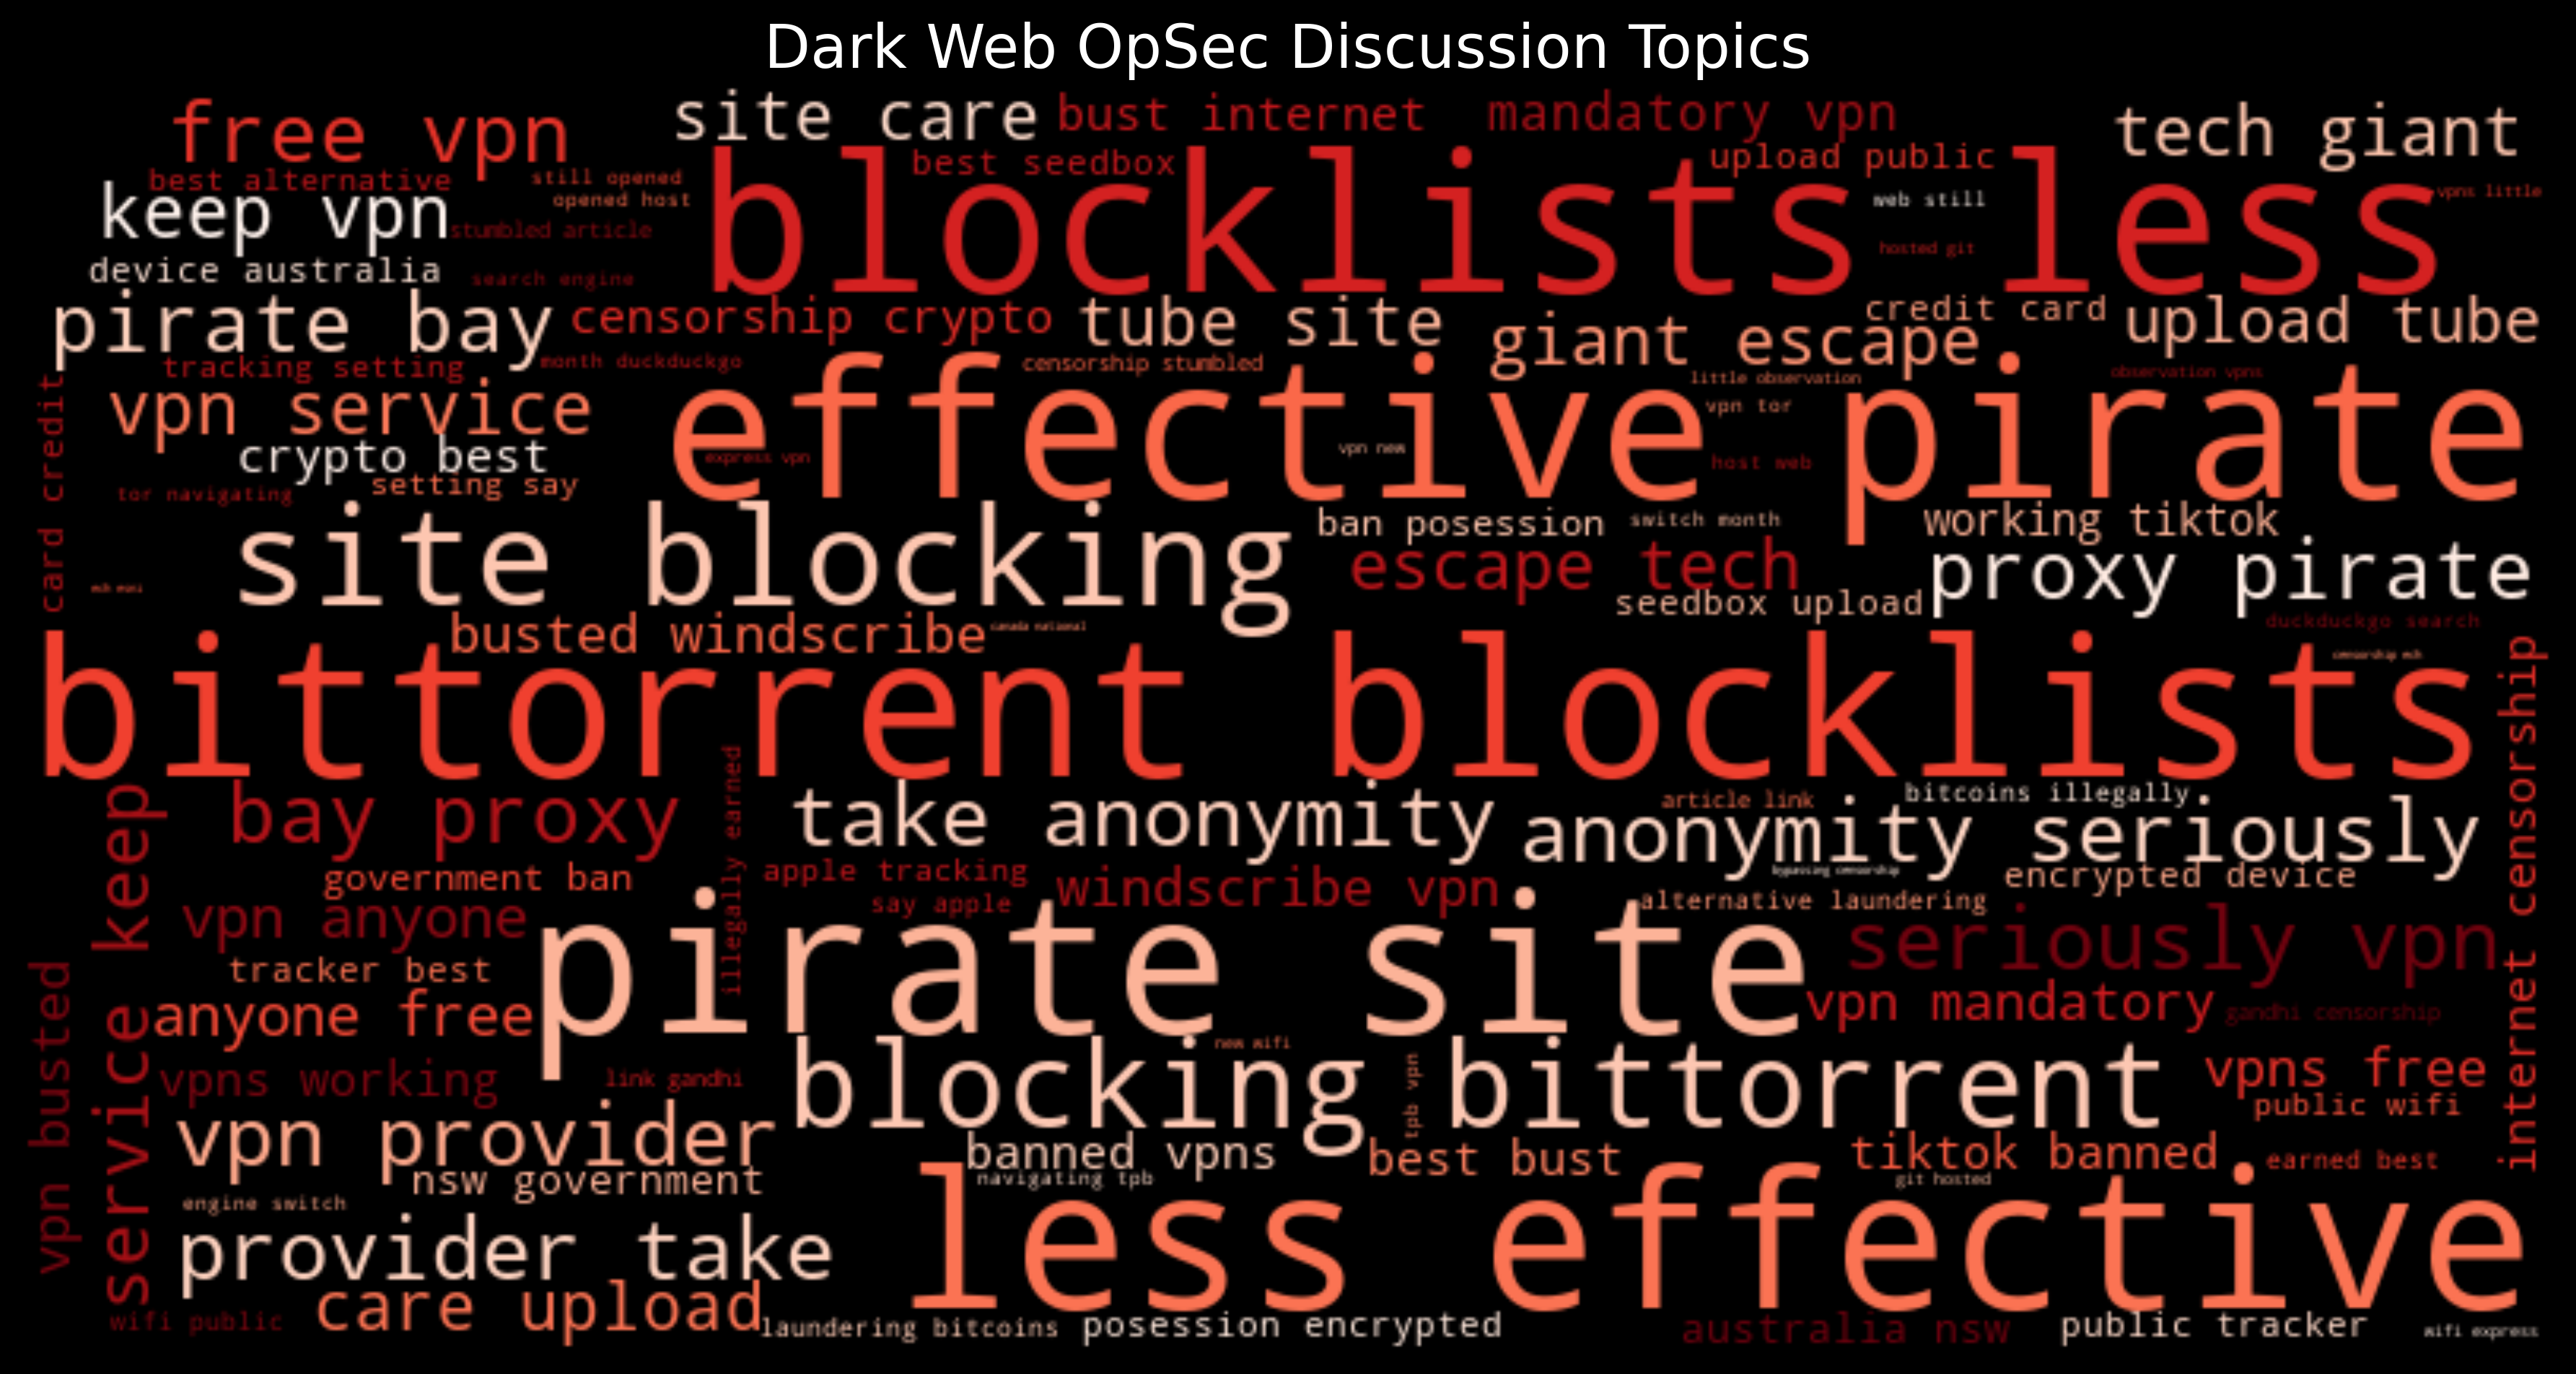 Dark Web OpSec Discussion Topics
free vpn
site care
bust internet
mandatory vpn
tech giant
best alternative
still opened
best seedbox
upload public
opened host
keep vpn
blocklists
less
web still
vpns little
stumbled article
hosted git
device australia
search engine
pirate bay
censorship crypto
tube site
giant escape
credit card
upload tube
tracking setting
month duckduckgo
censorship stumbled
little observation
observation vpns
vpn service
effective
vpn tor
pirate
card credit
crypto best
express vpn
vpn new
host web
setting say
tor navigating
site blocking
ban posession
switch month
working tiktok
escape tech
proxy pirate
seedbox upload
busted windscribe
canada national
duckduckgo search
censorship ech
bittorrent
blocklists
internet censorship
bay proxy
illegally earned
take anonymity
article link
bitcoins illegally
anonymity seriously
service keep
government ban
apple tracking
bypassing censorship
encrypted device
vpn anyone
say apple
windscribe vpn
alternative laundering
pirate site
seriously vpn
tracker best
vpn busted
anyone free
vpn mandatory
gandhi censorship
vpns working
link gandhi
new wifi
blocking
tpb vpn
bittorrent
vpns free
public wifi
vpn provider
banned vpns
best bust
tiktok banned
earned best
nsw government
navigating tpb
git hosted
engine switch
provider take
less effective
care upload
wifi public
laundering bitcoins
posession encrypted
australia nsw
public tracker
wifi express